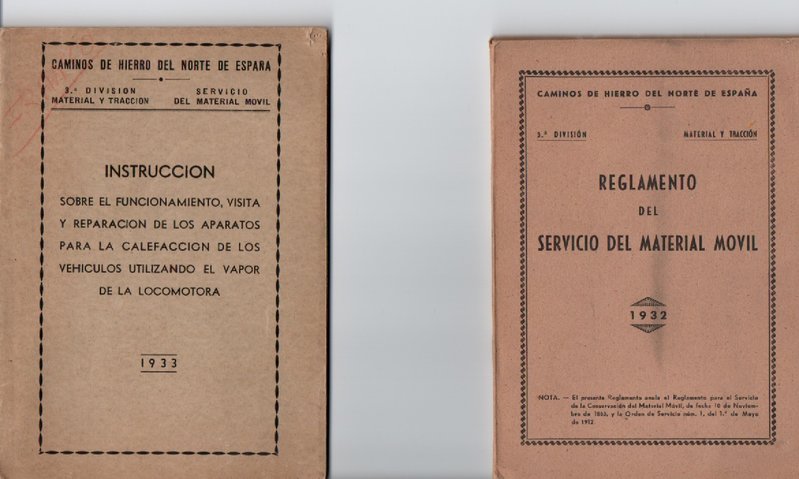 CAMINOS DE HIERRO DEL NORTE DE ESPAÑA
3.ª DIVISION
MATERIAL Y TRACCION
SERVICIO
DEL MATERIAL MOVIL
INSTRUCCION
SOBRE EL FUNCIONAMIENTO, VISITA
Y REPARACION DE LOS APARATOS
PARA LA CALEFACCION DE LOS
VEHICULOS UTILIZANDO EL VAPOR
DE LA LOCOMOTORA
1933
CAMINOS DE HIERRO DEL NORTE DE ESPAÑA
3.ª DIVISIÓN
MATERIAL Y TRACCIÓN
REGLAMENTO
DEL
SERVICIO DEL MATERIAL MOVIL
1932
NOTA. — El presente Reglamento anula el Reglamento para el Servicio
de la Conservación del Material Móvil, de fecha 10 de Noviem-
bre de 1863, y la Orden de Servicio núm. 1, del 1.º de Mayo
de 1912.